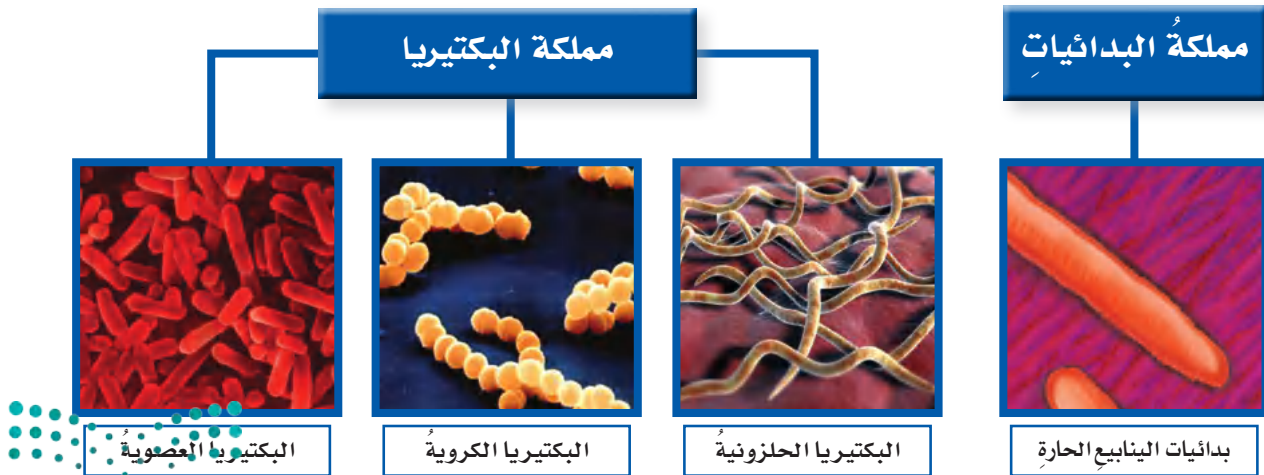 مملكةُ البدائياتِ
مملكة البكتيريا
بدائيات الينابيعِ الحارةِ
البكتيريا الحلزونيةُ
البكتيريا الكرويةُ
البكتيريا العصويةُ